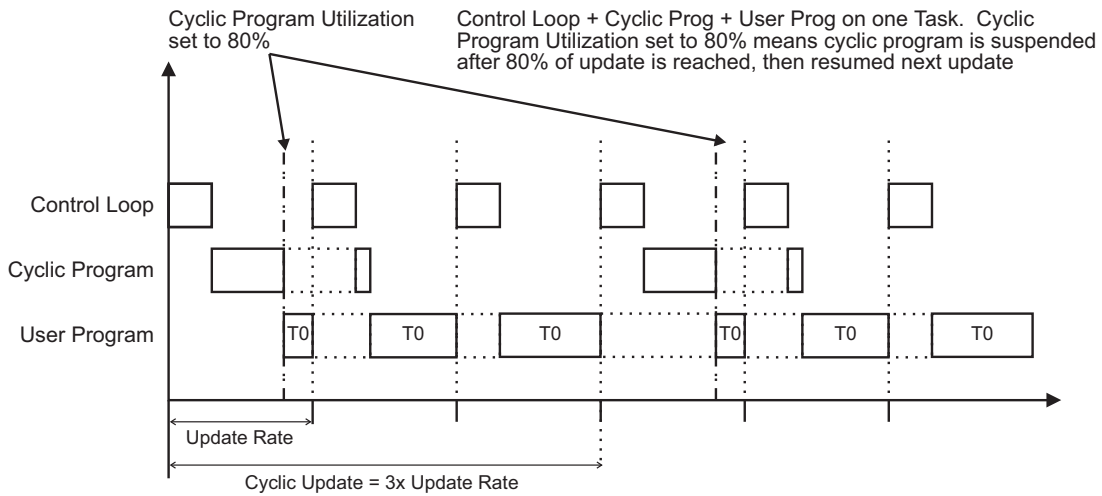 Cyclic Program Utilization
set to 80%
Control Loop + Cyclic Prog + User Prog on one Task. Cyclic
Program Utilization set to 80% means cyclic program is suspended
after 80% of update is reached, then resumed next update
Control Loop
Cyclic Program
User Program
T0
T0
T0
T0
T0
T0
Update Rate
Cyclic Update = 3x Update Rate